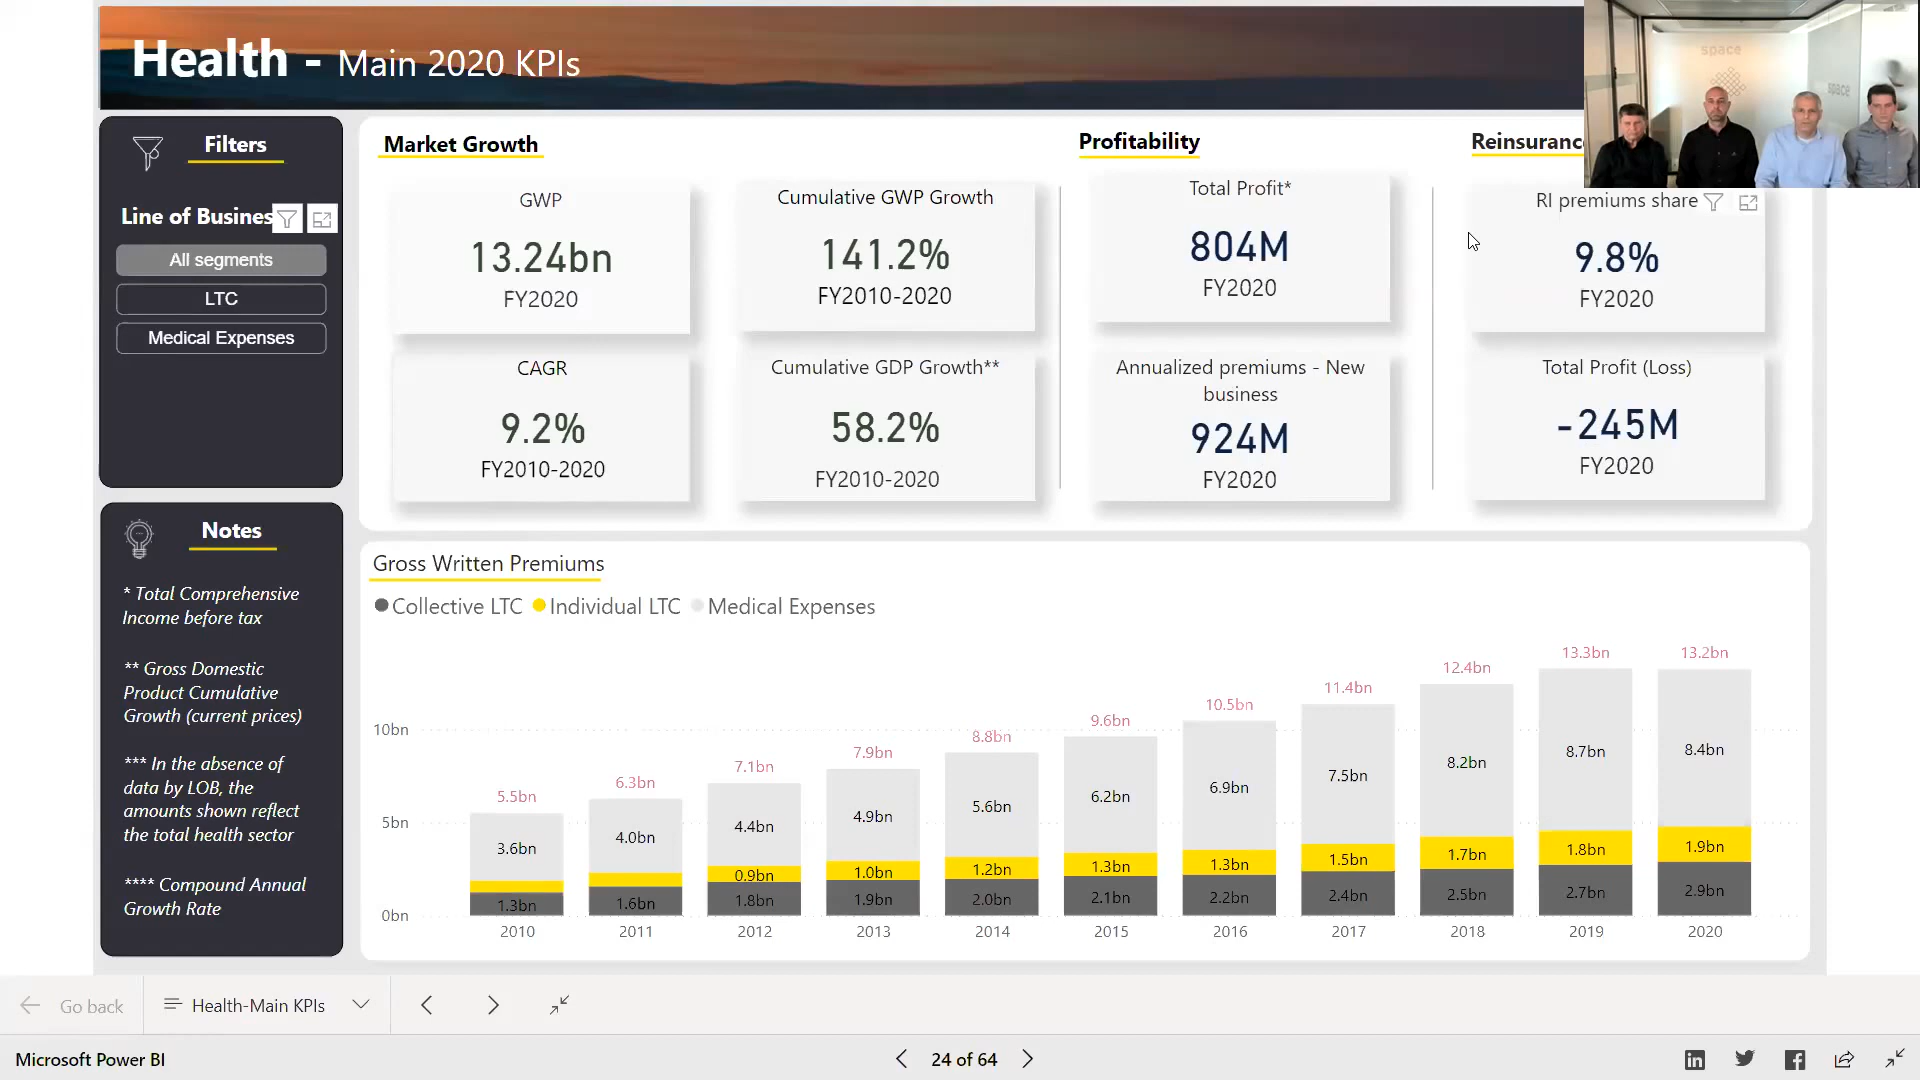 Health - Main 2020 KPIs
space
space
Filters
Line of Busines
All segments
LTC
Medical Expenses
Notes
* Total Comprehensive
Income before tax
** Gross Domestic
Product Cumulative
Growth (current prices)
*** In the absence of
data by LOB, the
amounts shown reflect
the total health sector
**** Compound Annual
Growth Rate
Market Growth
GWP
13.24bn
FY2020
Cumulative GWP Growth
141.2%
FY2010-2020
CAGR
9.2%
FY2010-2020
Cumulative GDP Growth**
58.2%
FY2010-2020
Profitability
Total Profit*
804M
FY2020
Annualized premiums - New
business
924M
FY2020
Reinsuranc
RI premiums share
9.8%
FY2020
Total Profit (Loss)
-245M
FY2020
Gross Written Premiums
Collective LTC Individual LTC Medical Expenses
13.3bn 13.2bn
12.4bn
11.4bn
10.5bn
9.6bn
8.8bn
7.9bn
7.1bn
6.3bn
5.5bn
10bn
5bn
0bn
3.6bn 4.0bn 4.4bn 4.9bn 5.6bn 6.2bn 6.9bn 7.5bn 8.2bn 8.7bn 8.4bn
0.9bn 1.0bn 1.2bn 1.3bn 1.3bn 1.5bn 1.7bn 1.8bn 1.9bn
1.3bn 1.6bn 1.8bn 1.9bn 2.0bn 2.1bn 2.2bn 2.4bn 2.5bn 2.7bn 2.9bn
2010 2011 2012 2013 2014 2015 2016 2017 2018 2019 2020
Go back
Health-Main KPIs
Microsoft Power BI
24 of 64